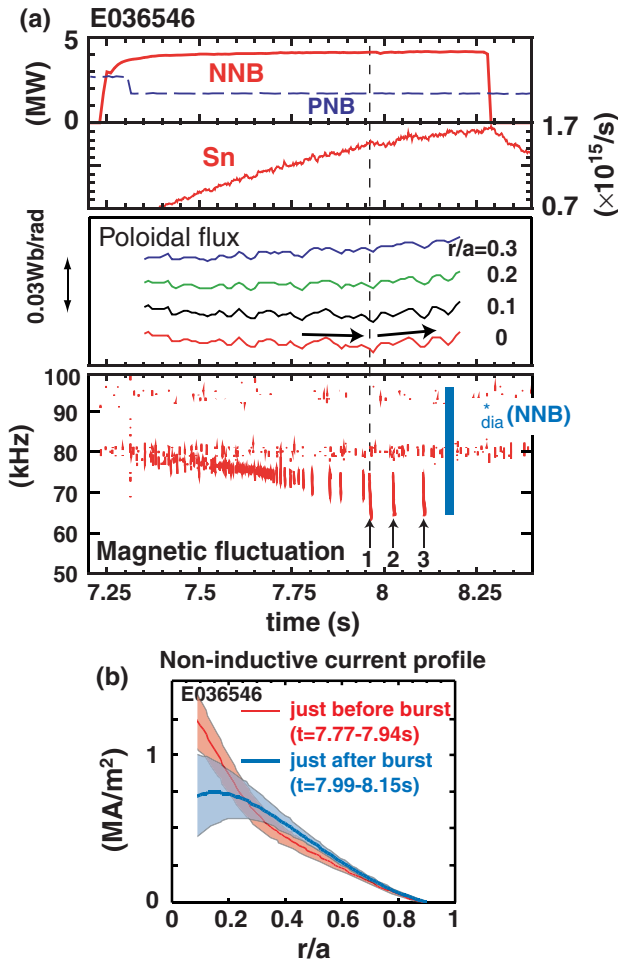 (a) E036546
5
(MW)
0
NNB
PNB
Sn
1.7
(×10¹⁵/s)
0.7
Poloidal flux
0.03Wb/rad
r/a=0.3
0.2
0.1
0
100
90
80
70
60
50
(kHz)
*
dia (NNB)
Magnetic fluctuation
1 2 3
7.25 7.5 7.75 8 8.25
time (s)
Non-inductive current profile
(b)
E036546
just before burst
(t=7.77-7.94s)
just after burst
(t=7.99-8.15s)
1
(MA/m²)
0
0 0.2 0.4 0.6 0.8 1
r/a